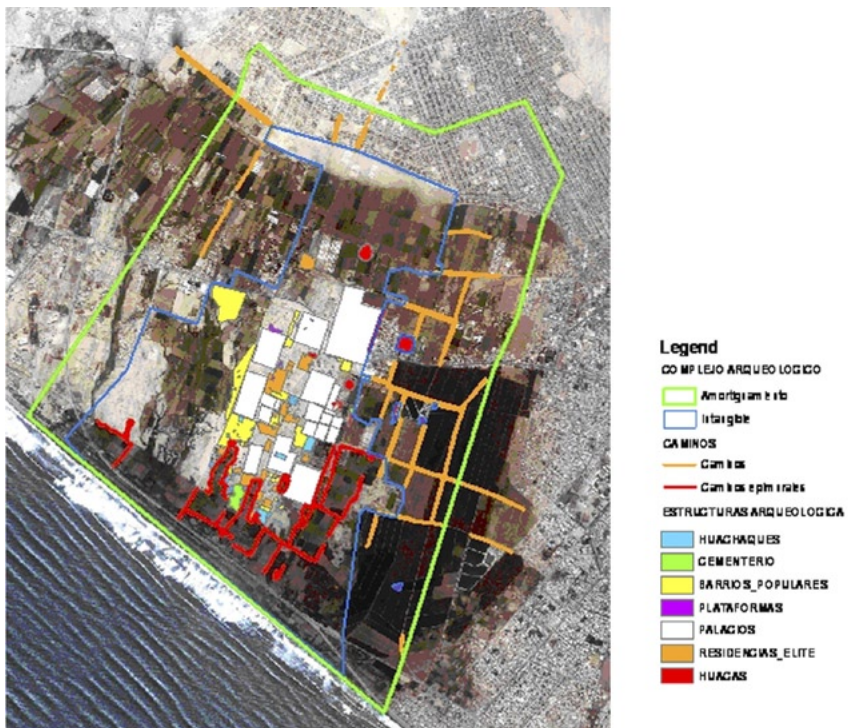 Legend
COMPLEJO ARQUEOLOGICO
Amortiguamiento
Intangible
CAMINOS
Caminos
Caminos epimurales
ESTRUCTURAS ARQUEOLOGICA
HUACHAQUES
CEMENTERIO
BARRIOS_POPULARES
PLATAFORMAS
PALACIOS
RESIDENCIAS_ELITE
HUACAS